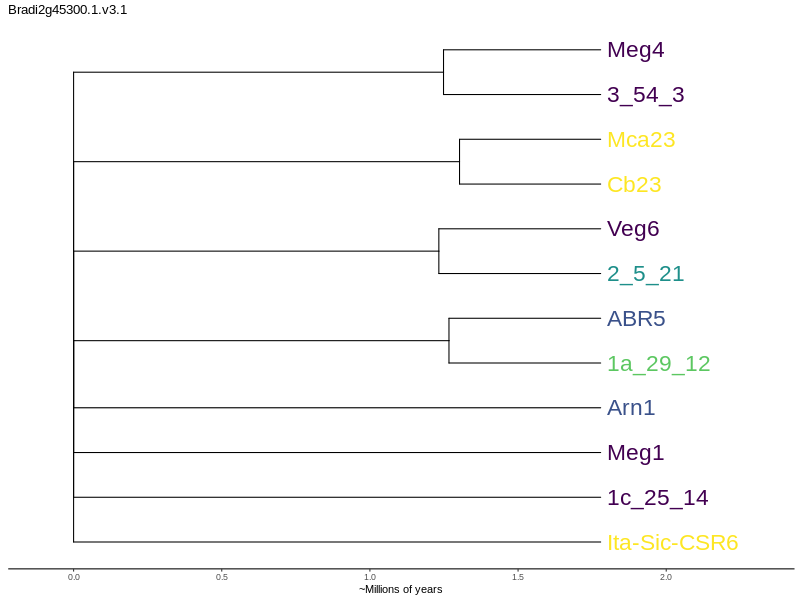 Bradi2g45300.1.v3.1
Meg4
3_54_3
Mca23
Cb23
Veg6
2_5_21
ABR5
1a_29_12
Arn1
Meg1
1c_25_14
Ita-Sic-CSR6
0.0 0.5 1.0 1.5 2.0
~Millions of years